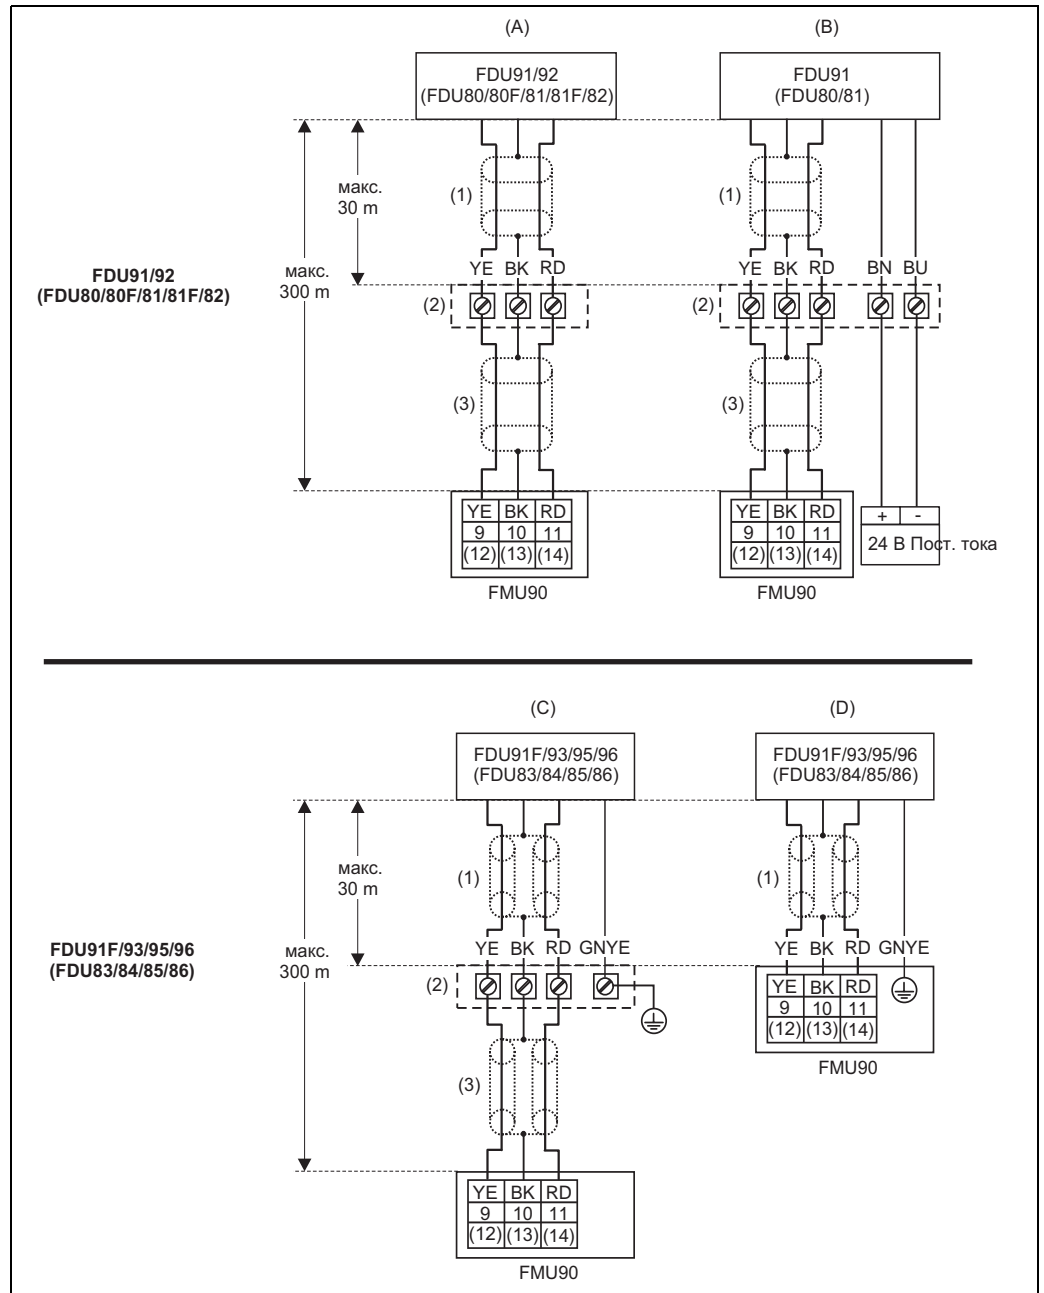 (A) (B)
FDU91/92
(FDU80/80F/81/81F/82)
FDU91
(FDU80/81)
макс.
30 m
(1) (1)
FDU91/92
(FDU80/80F/81/81F/82)
макс.
300 m
YE BK RD YE BK RD BN BU
(2) (2)
(3) (3)
YE BK RD
9 10 11
(12) (13) (14)
FMU90
YE BK RD
9 10 11
(12) (13) (14)
FMU90
+ -
24 В Пост. тока
(C) (D)
FDU91F/93/95/96
(FDU83/84/85/86)
FDU91F/93/95/96
(FDU83/84/85/86)
макс.
30 m
(1) (1)
FDU91F/93/95/96
(FDU83/84/85/86)
макс.
300 m
YE BK RD GNYE YE BK RD GNYE
(2)
YE BK RD
9 10 11
(12) (13) (14)
FMU90
(3)
YE BK RD
9 10 11
(12) (13) (14)
FMU90